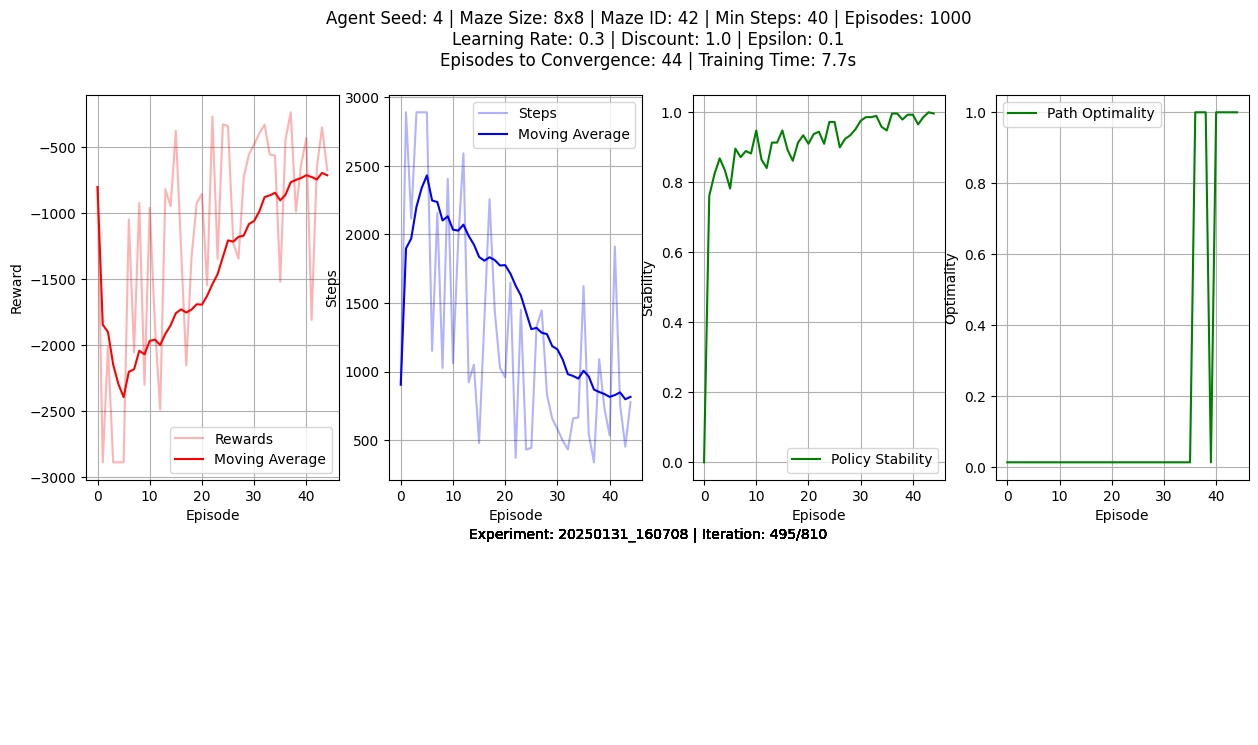 Agent Seed: 4 | Maze Size: 8x8 | Maze ID: 42 | Min Steps: 40 | Episodes: 1000
Learning Rate: 0.3 | Discount: 1.0 | Epsilon: 0.1
Episodes to Convergence: 44 | Training Time: 7.7s
Reward
−500
−1000
−1500
−2000
−2500
−3000
Rewards
Moving Average
0 10 20 30 40
Episode
Steps
3000
2500
2000
1500
1000
500
Steps
Moving Average
0 10 20 30 40
Episode
Stability
1.0
0.8
0.6
0.4
0.2
0.0
Policy Stability
0 10 20 30 40
Episode
Optimality
1.0
0.8
0.6
0.4
0.2
0.0
Path Optimality
0 10 20 30 40
Episode
Experiment: 20250131_160708 | Iteration: 495/810